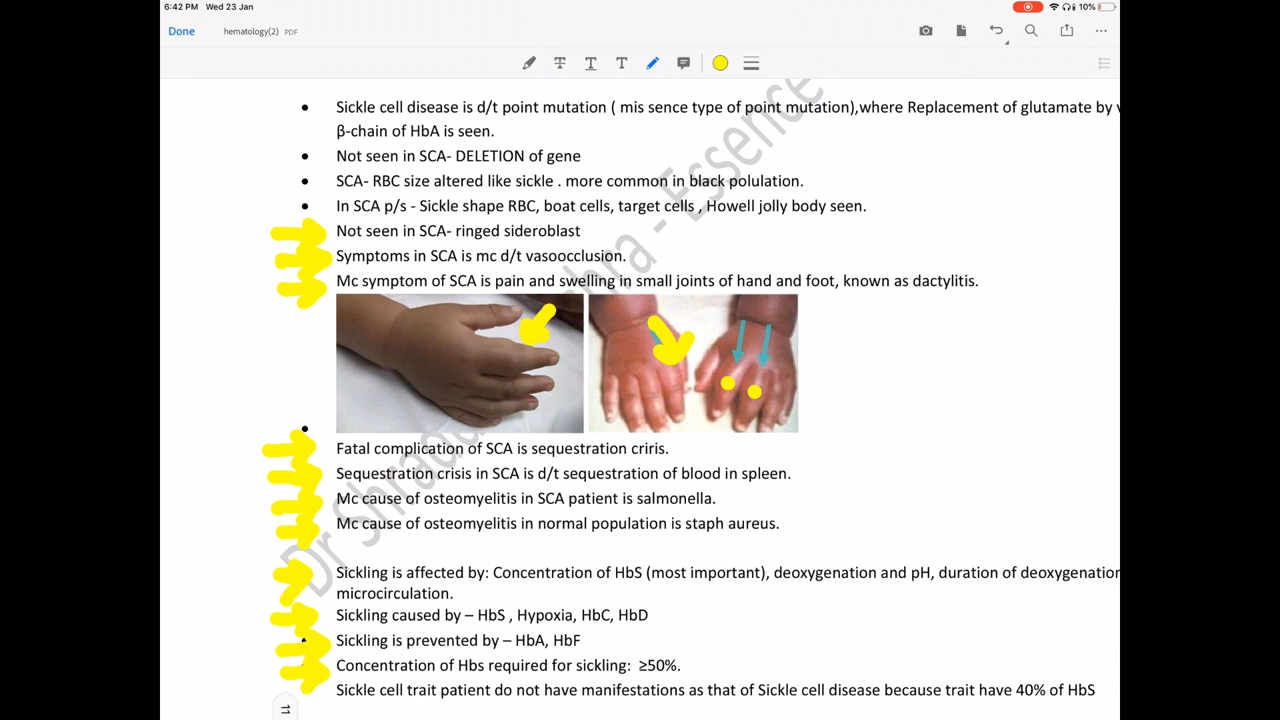 6:42 PM Wed 23 Jan
10%
Done
hematology(2) PDF
Sickle cell disease is d/t point mutation ( mis sence type of point mutation),where Replacement of glutamate by
β-chain of HbA is seen.
Not seen in SCA- DELETION of gene
SCA- RBC size altered like sickle . more common in black polulation.
In SCA p/s - Sickle shape RBC, boat cells, target cells , Howell jolly body seen.
Not seen in SCA- ringed sideroblast
Symptoms in SCA is mc d/t vasoocclusion.
Mc symptom of SCA is pain and swelling in small joints of hand and foot, known as dactylitis.
Fatal complication of SCA is sequestration criris.
Sequestration crisis in SCA is d/t sequestration of blood in spleen.
Mc cause of osteomyelitis in SCA patient is salmonella.
Mc cause of osteomyelitis in normal population is staph aureus.
Sickling is affected by: Concentration of HbS (most important), deoxygenation and pH, duration of deoxygenation
microcirculation.
Sickling caused by – HbS , Hypoxia, HbC, HbD
Sickling is prevented by – HbA, HbF
Concentration of Hbs required for sickling: ≥50%.
Sickle cell trait patient do not have manifestations as that of Sickle cell disease because trait have 40% of HbS
11
- Essence